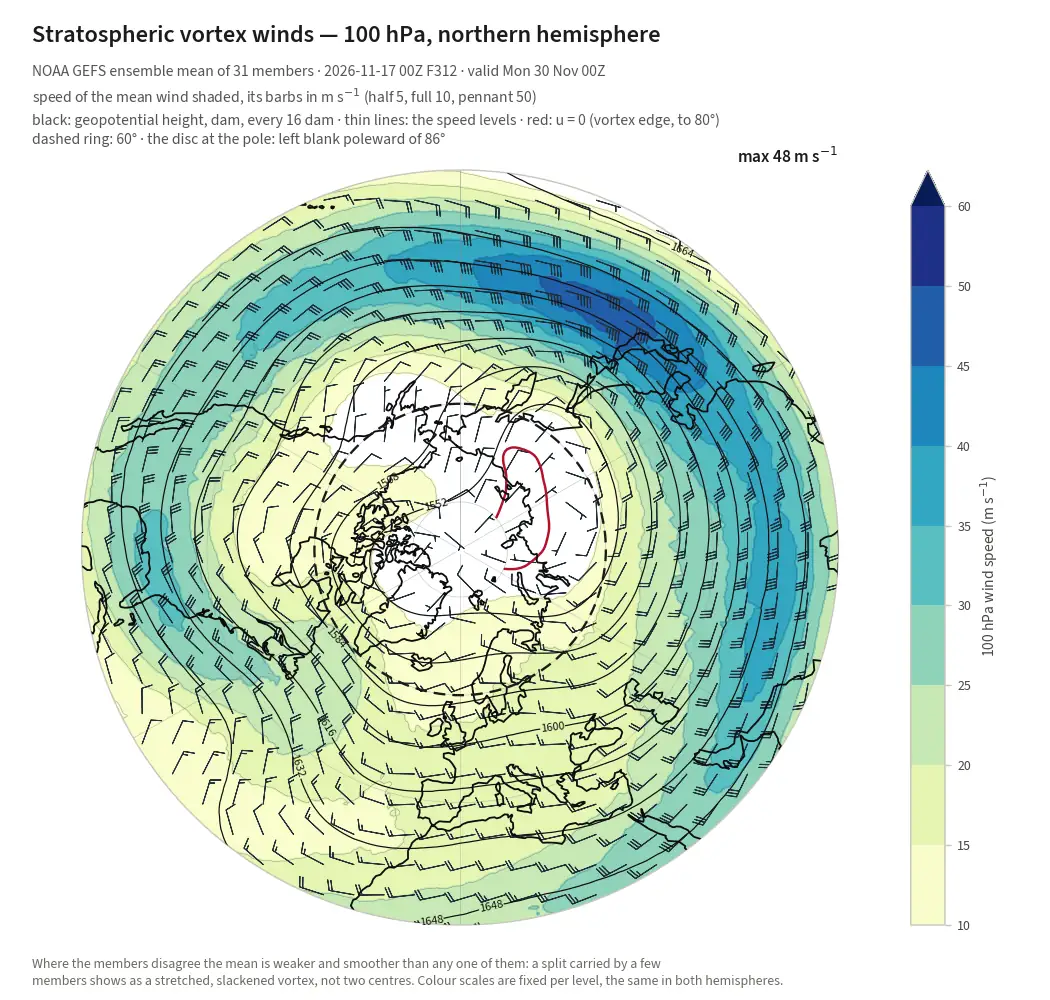 Stratospheric vortex winds — 100 hPa, northern hemisphere
NOAA GEFS ensemble mean of 31 members · 2026-11-17 00Z F312 · valid Mon 30 Nov 00Z
speed of the mean wind shaded, its barbs in m s⁻¹ (half 5, full 10, pennant 50)
black: geopotential height, dam, every 16 dam · thin lines: the speed levels · red: u = 0 (vortex edge, to 80°)
dashed ring: 60° · the disc at the pole: left blank poleward of 86°
max 48 m s⁻¹
60
50
45
40
35
30
25
20
15
10
100 hPa wind speed (m s⁻¹)
1664
1568
1552
1584
1616
1600
1632
1648
1648
Where the members disagree the mean is weaker and smoother than any one of them: a split carried by a few
members shows as a stretched, slackened vortex, not two centres. Colour scales are fixed per level, the same in both hemispheres.